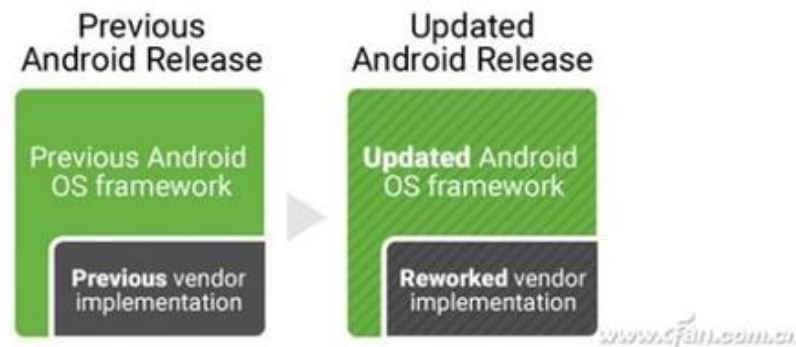 Previous
Android Release
Previous Android
OS framework
Previous vendor
implementation
Updated
Android Release
Updated Android
OS framework
Reworked vendor
implementation
www.cfan.com.cn